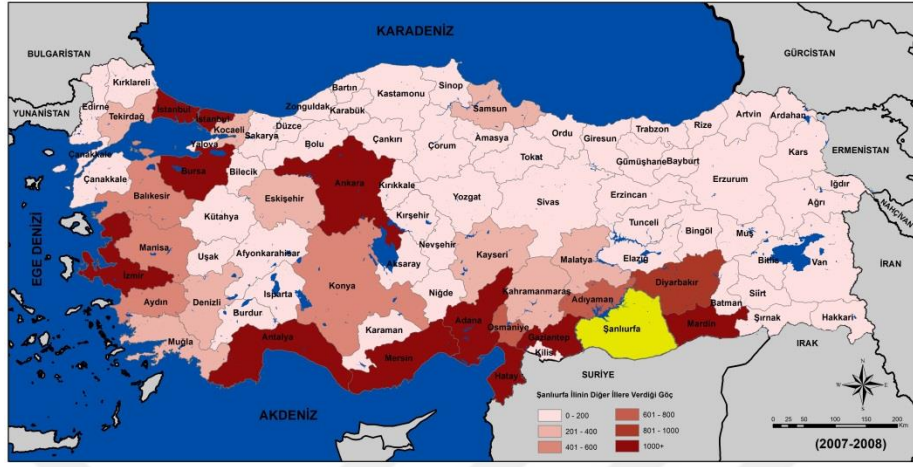 KARADENİZ
BULGARİSTAN
GÜRCİSTAN
YUNANİSTAN
ERMENİSTAN
NAHÇIVAN
İRAN
IRAK
SURİYE
AKDENİZ
EGE DENİZİ
Kırklareli
Edirne
Tekirdağ
İstanbul
İstanbul
Kocaeli
Yalova
Sakarya
Düzce
Zonguldak
Bartın
Karabük
Kastamonu
Sinop
Samsun
Çankırı
Bolu
Çorum
Amasya
Ordu
Giresun
Trabzon
Rize
Artvin
Ardahan
Kars
Iğdır
Ağrı
Erzurum
Bayburt
Gümüşhane
Tokat
Sivas
Erzincan
Tunceli
Bingöl
Muş
Bitlis
Van
Çanakkale
Çanakkale
Balıkesir
Bursa
Bilecik
Eskişehir
Ankara
Kırıkkale
Yozgat
Kırşehir
Nevşehir
Kayseri
Kütahya
Manisa
Uşak
Afyonkarahisar
İzmir
Aydın
Denizli
Muğla
Burdur
Isparta
Konya
Aksaray
Niğde
Karaman
Antalya
Mersin
Adana
Osmaniye
Hatay
Kahramanmaraş
Malatya
Elazığ
Adıyaman
Gaziantep
Kilis
Şanlıurfa
Diyarbakır
Batman
Mardin
Siirt
Şırnak
Hakkari
Şanlıurfa İlinin Diğer İllere Verdiği Göç
0 - 200
201 - 400
401 - 600
601 - 800
801 - 1000
1000+
N
W
E
S
0 25 50 100 150 200
Km
(2007-2008)